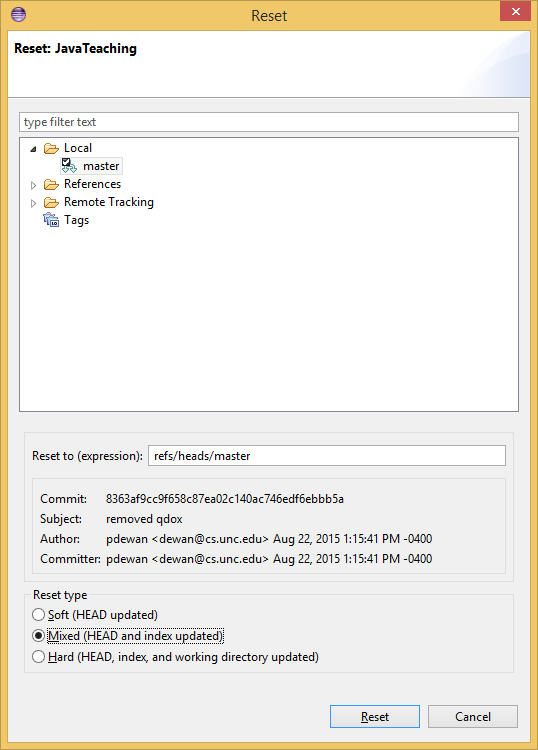 Reset
Reset: JavaTeaching
type filter text
Local
master
References
Remote Tracking
Tags
Reset to (expression): refs/heads/master
Commit: 8363af9cc9f658c87ea02c140ac746edf6ebbb5a
Subject: removed qdox
Author: pdewan <dewan@cs.unc.edu> Aug 22, 2015 1:15:41 PM -0400
Committer: pdewan <dewan@cs.unc.edu> Aug 22, 2015 1:15:41 PM -0400
Reset type
Soft (HEAD updated)
Mixed (HEAD and index updated)
Hard (HEAD, index, and working directory updated)
Reset Cancel